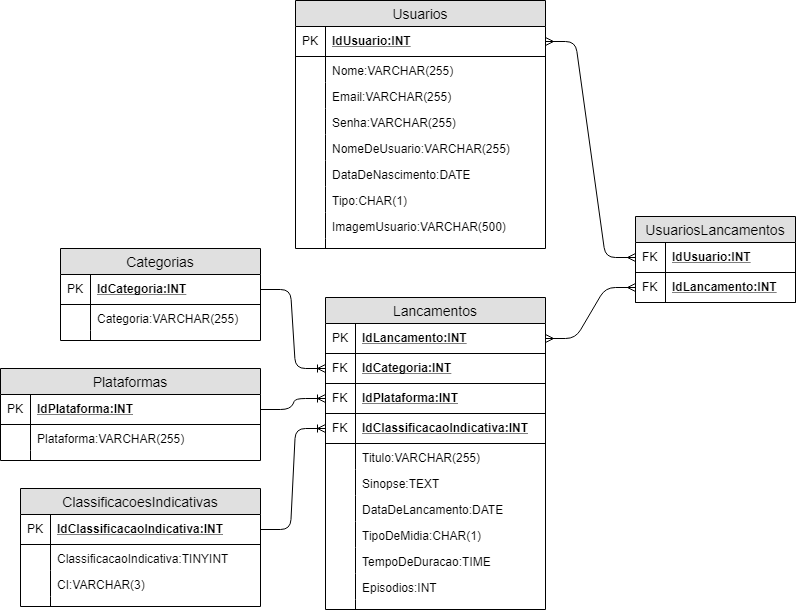 Usuarios
PK IdUsuario:INT
Nome:VARCHAR(255)
Email:VARCHAR(255)
Senha:VARCHAR(255)
NomeDeUsuario:VARCHAR(255)
DataDeNascimento:DATE
Tipo:CHAR(1)
ImagemUsuario:VARCHAR(500)
UsuariosLancamentos
FK IdUsuario:INT
FK IdLancamento:INT
Categorias
PK IdCategoria:INT
Categoria:VARCHAR(255)
Plataformas
PK IdPlataforma:INT
Plataforma:VARCHAR(255)
ClassificacoesIndicativas
PK IdClassificacaoIndicativa:INT
ClassificacaoIndicativa:TINYINT
CI:VARCHAR(3)
Lancamentos
PK IdLancamento:INT
FK IdCategoria:INT
FK IdPlataforma:INT
FK IdClassificacaoIndicativa:INT
Titulo:VARCHAR(255)
Sinopse:TEXT
DataDeLancamento:DATE
TipoDeMidia:CHAR(1)
TempoDeDuracao:TIME
Episodios:INT